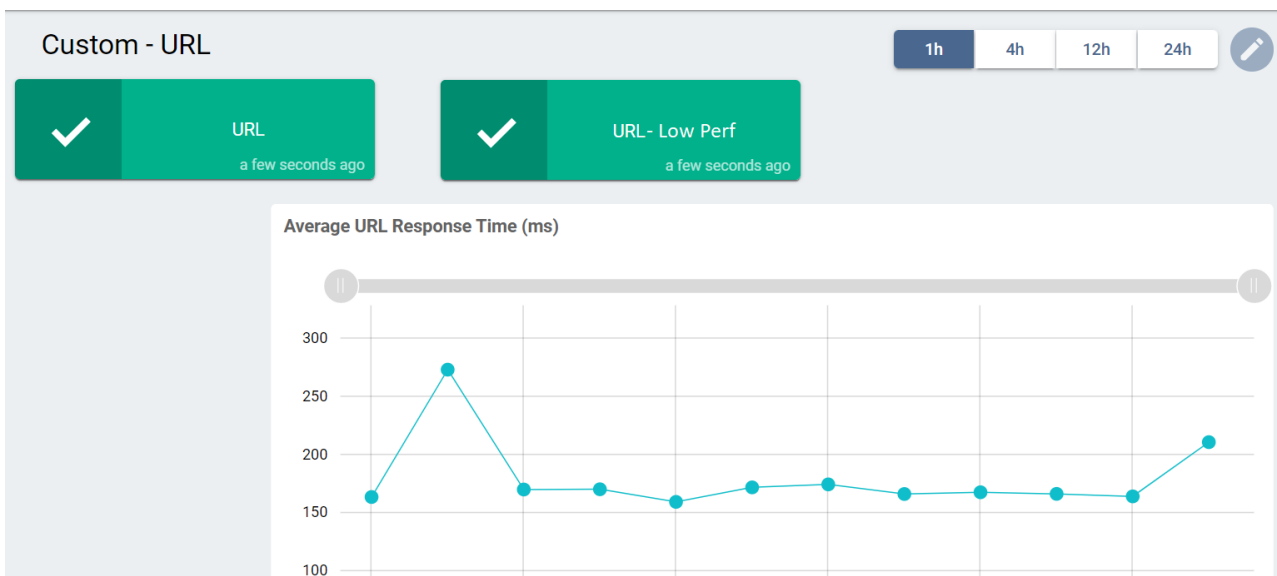 Custom - URL
1h 4h 12h 24h
URL
a few seconds ago
URL- Low Perf
a few seconds ago
Average URL Response Time (ms)
300
250
200
150
100